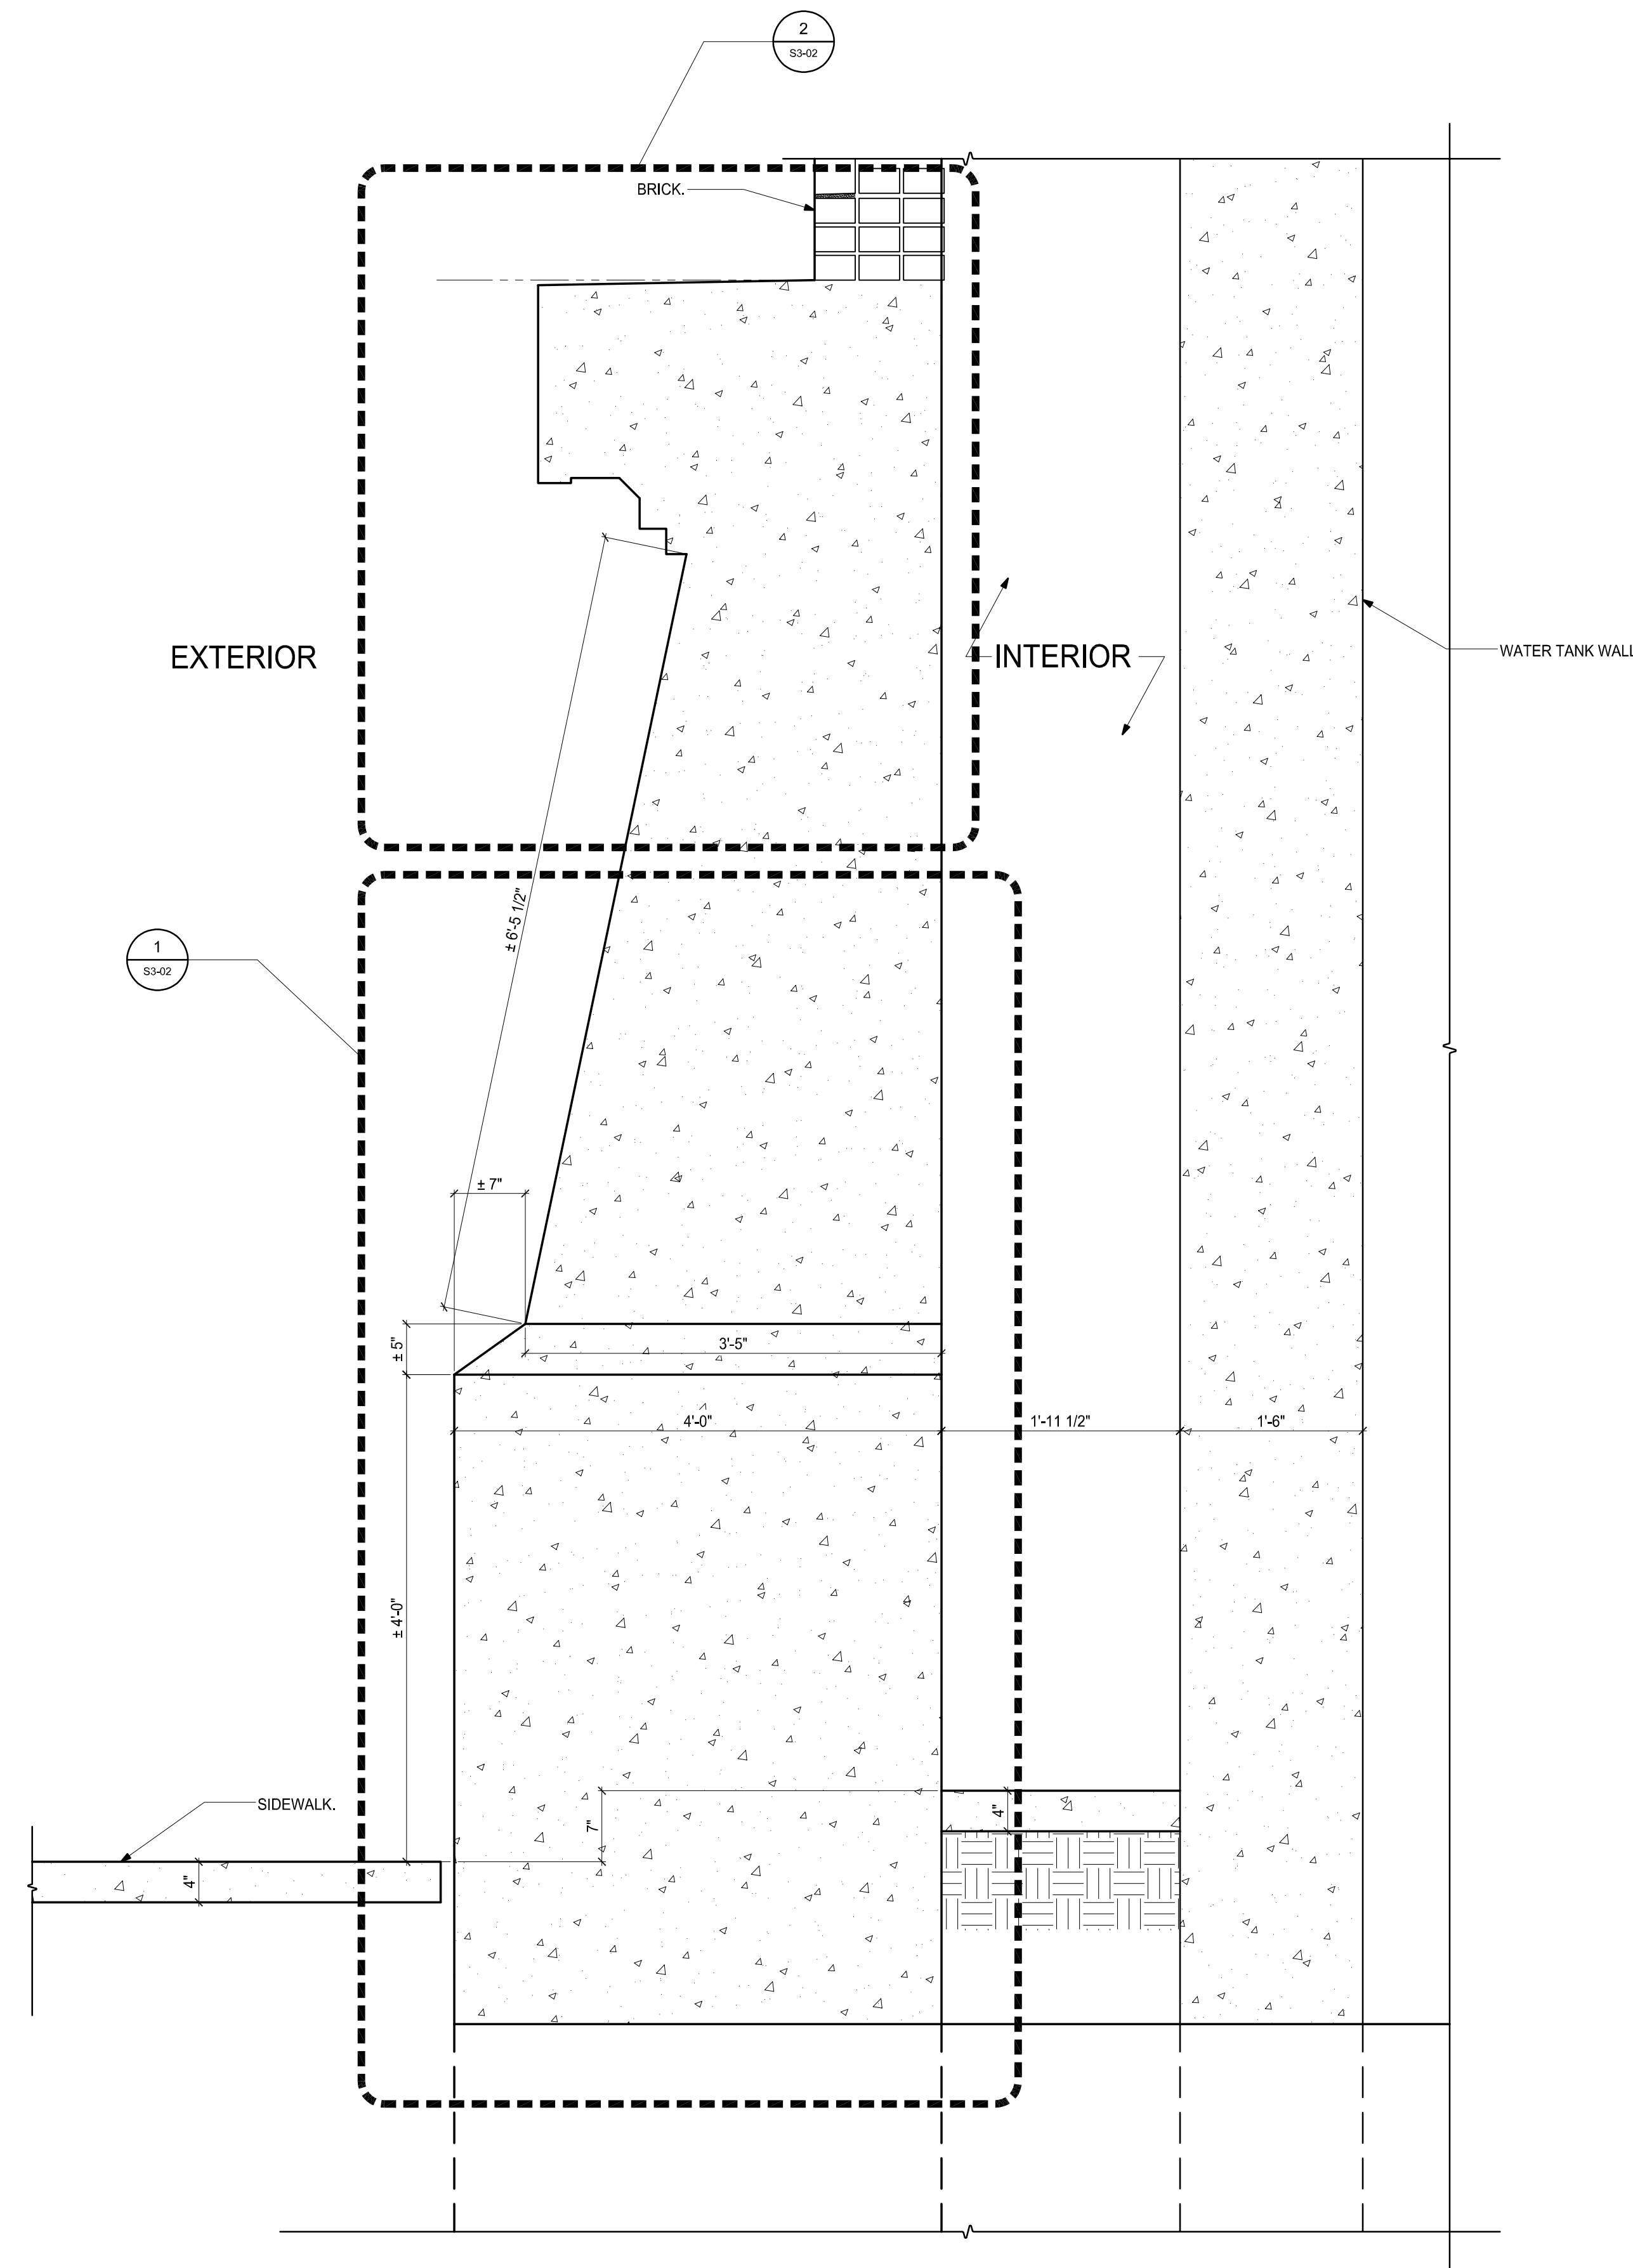 2
S3-02
BRICK.
EXTERIOR
INTERIOR
WATER TANK WALL
± 6'-5 1/2"
1
S3-02
± 7"
± 5"
3'-5"
4'-0"
1'-11 1/2"
1'-6"
± 4'-0"
SIDEWALK.
7"
4"
4"